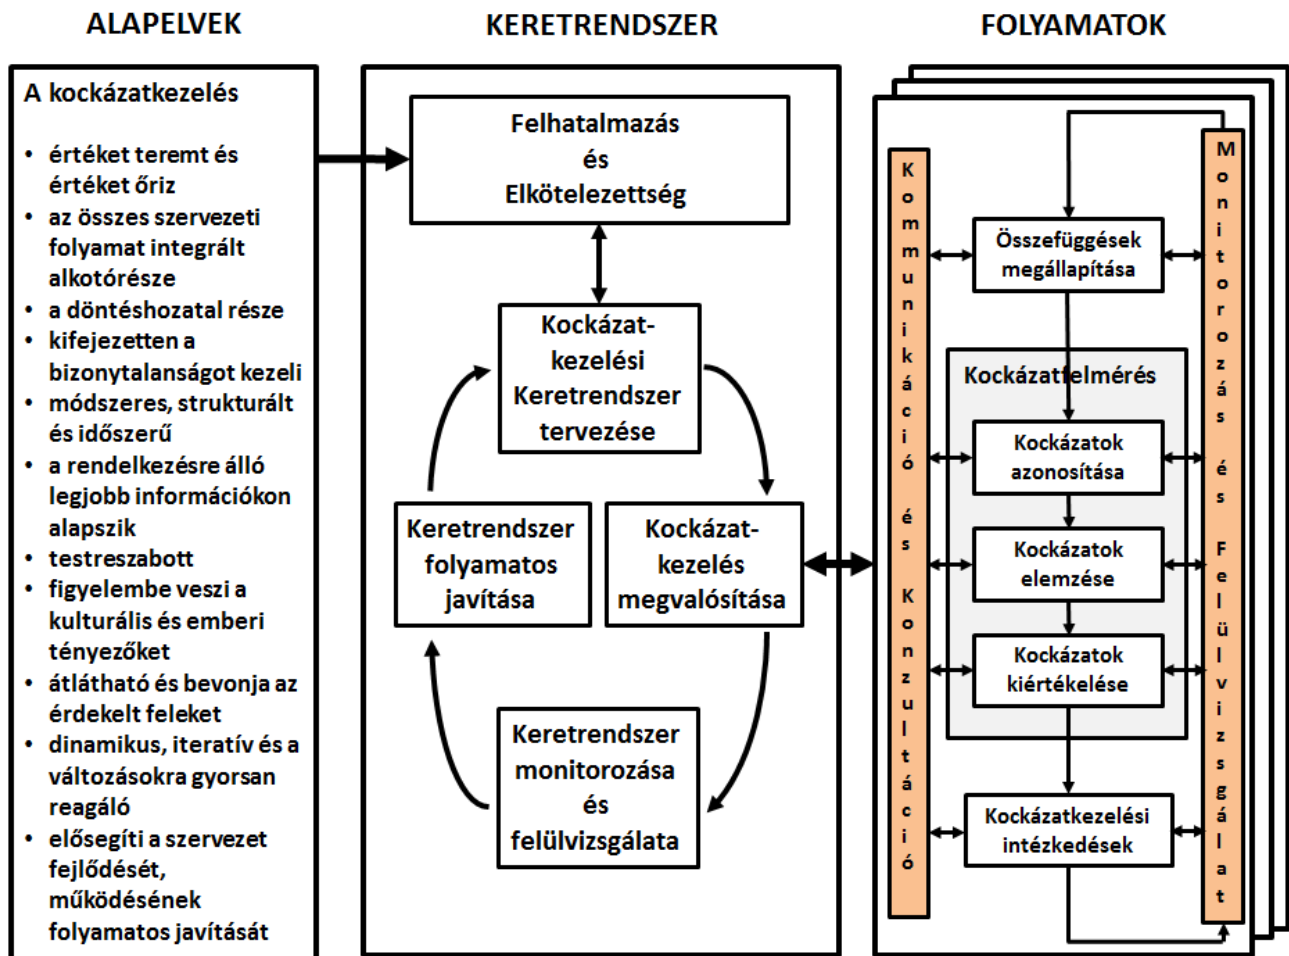 ALAPELVEK
A kockázatkezelés
• értéket teremt és
értéket őriz
• az összes szervezeti
folyamat integrált
alkotórésze
• a döntéshozatal része
• kifejezetten a
bizonytalanságot kezeli
• módszeres, strukturált
és időszerű
• a rendelkezésre álló
legjobb információkon
alapszik
• testreszabott
• figyelembe veszi a
kulturális és emberi
tényezőket
• átlátható és bevonja az
érdekelt feleket
• dinamikus, iteratív és a
változásokra gyorsan
reagáló
• elősegíti a szervezet
fejlődését,
működésének
folyamatos javítását
KERETRENDSZER
Felhatalmazás
és
Elkötelezettség
Kockázat-
kezelési
Keretrendszer
tervezése
Keretrendszer
folyamatos
javítása
Kockázat-
kezelés
megvalósítása
Keretrendszer
monitorozása
és
felülvizsgálata
FOLYAMATOK
Kommunikáció és Konzultáció
Összefüggések
megállapítása
Kockázatfelmérés
Kockázatok
azonosítása
Kockázatok
elemzése
Kockázatok
kiértékelése
Kockázatkezelési
intézkedések
Monitorozás és Felülvizsgálat